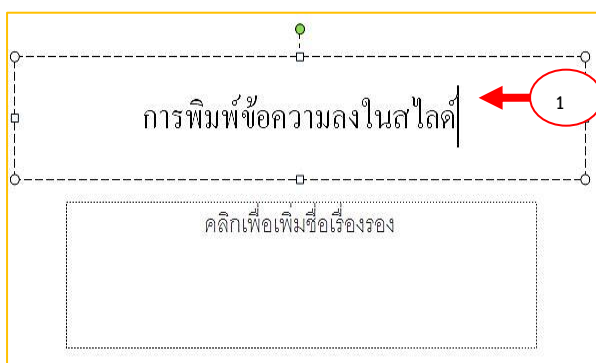 การพิมพ์ข้อความลงในสไลด์
1
คลิกเพื่อเพิ่มชื่อเรื่องรอง